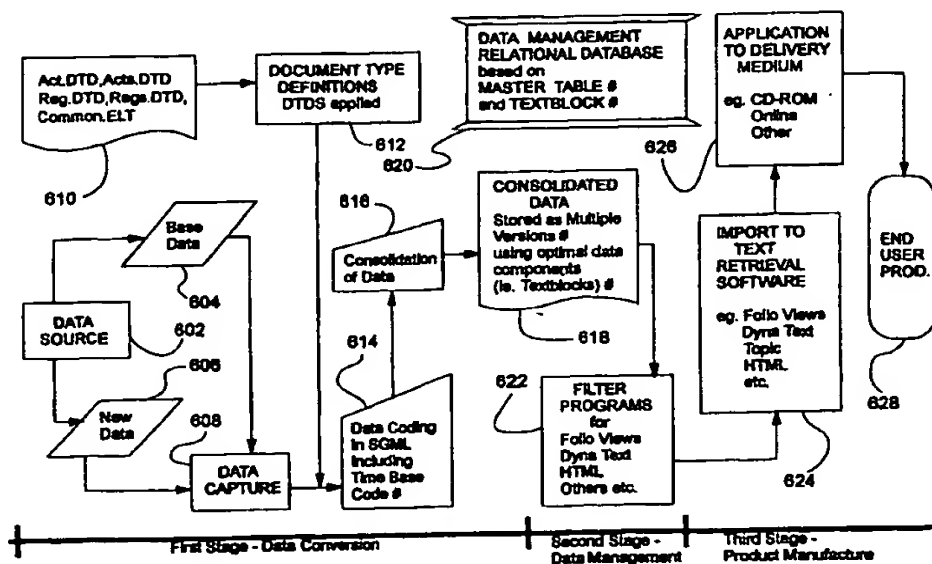 Act.DTD,Acts.DTD
Reg.DTD,Regs.DTD,
Common.ELT
610
DOCUMENT TYPE
DEFINITIONS
DTDS applied
612
DATA MANAGEMENT
RELATIONAL DATABASE
based on
MASTER TABLE #
and TEXTBLOCK #
620
APPLICATION
TO DELIVERY
MEDIUM
eg. CD-ROM
Online
Other
626
Base
Data
604
DATA
SOURCE
602
606
New
Data
608
DATA
CAPTURE
616
Consolidation
of Data
614
Data Coding
in SGML
Including
Time Base
Code #
CONSOLIDATED
DATA
Stored as Multiple
Versions #
using optimal data
components
(ie. Textblocks) #
618
622
FILTER
PROGRAMS
for
Folio Views
Dyna Text
HTML
Others etc.
IMPORT TO
TEXT
RETRIEVAL
SOFTWARE
eg. Folio Views
Dyna Text
Topic
HTML
etc.
624
END
USER
PROD.
628
First Stage - Data Conversion
Second Stage -
Data Management
Third Stage -
Product Manufacture